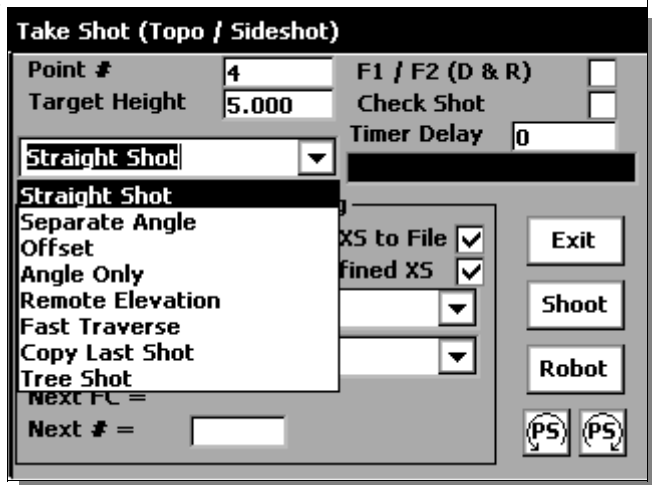 Take Shot (Topo / Sideshot)
Point # 4 F1 / F2 (D & R)
Target Height 5.000 Check Shot
Timer Delay 0
Straight Shot
Straight Shot
Separate Angle
XS to File
Offset
Exit
Angle Only
fined XS
Remote Elevation
Shoot
Fast Traverse
Copy Last Shot
Robot
Tree Shot
Next FC =
Next # =
PS PS